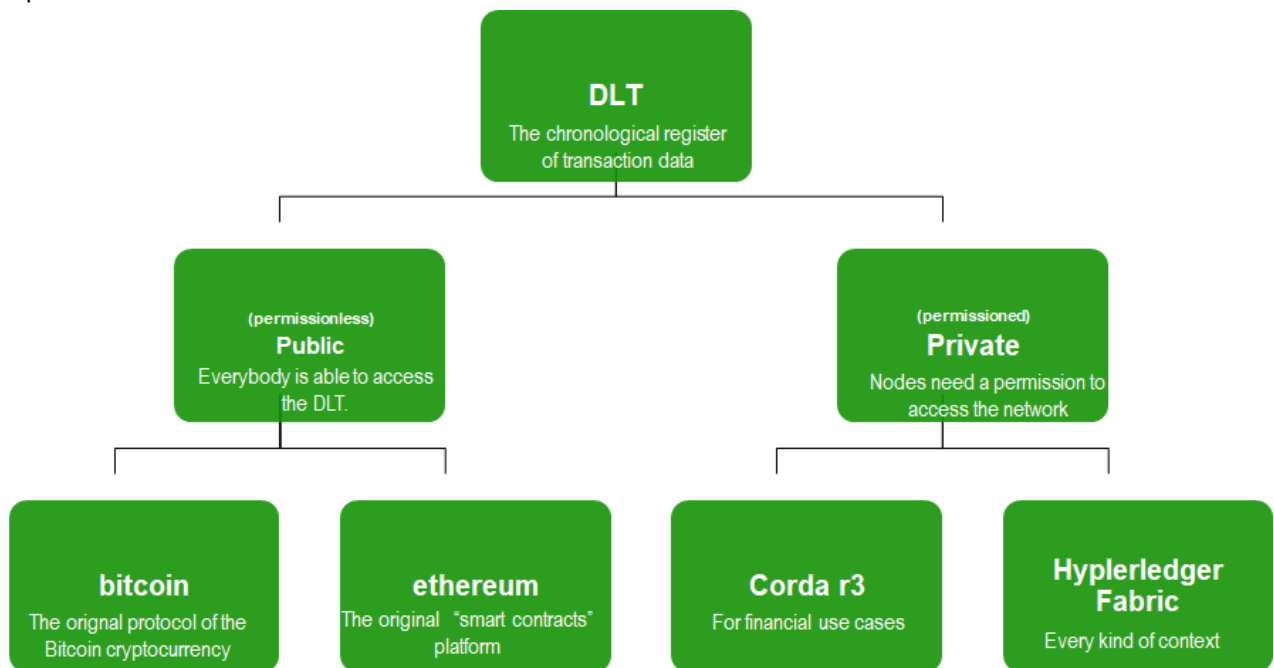 DLT
The chronological register
of transaction data
(permissionless)
Public
Everybody is able to access
the DLT.
(permissioned)
Private
Nodes need a permission to
access the network
bitcoin
The orignal protocol of the
Bitcoin cryptocurrency
ethereum
The original “smart contracts”
platform
Corda r3
For financial use cases
Hyplerledger
Fabric
Every kind of context